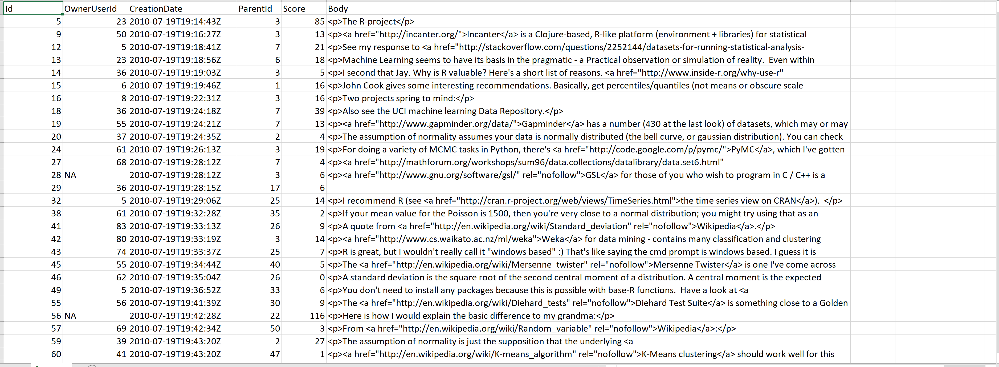 Id OwnerUserId CreationDate ParentId Score Body
5 23 2010-07-19T19:14:43Z 3 85 <p>The R-project</p>
9 50 2010-07-19T19:16:27Z 3 13 <p><a href="http://incanter.org/">Incanter</a> is a Clojure-based, R-like platform (environment + libraries) for statistical
12 5 2010-07-19T19:18:41Z 7 21 <p>See my response to <a href="http://stackoverflow.com/questions/2252144/datasets-for-running-statistical-analysis-
13 23 2010-07-19T19:18:56Z 6 18 <p>Machine Learning seems to have its basis in the pragmatic - a Practical observation or simulation of reality.  Even within
14 36 2010-07-19T19:19:03Z 3 5 <p>I second that Jay. Why is R valuable? Here's a short list of reasons. <a href="http://www.inside-r.org/why-use-r"
15 6 2010-07-19T19:19:46Z 1 16 <p>John Cook gives some interesting recommendations. Basically, get percentiles/quantiles (not means or obscure scale
16 8 2010-07-19T19:22:31Z 3 16 <p>Two projects spring to mind:</p>
18 36 2010-07-19T19:24:18Z 7 39 <p>Also see the UCI machine learning Data Repository.</p>
19 55 2010-07-19T19:24:21Z 7 13 <p><a href="http://www.gapminder.org/data/">Gapminder</a> has a number (430 at the last look) of datasets, which may or may
20 37 2010-07-19T19:24:35Z 2 4 <p>The assumption of normality assumes your data is normally distributed (the bell curve, or gaussian distribution). You can check
24 61 2010-07-19T19:26:13Z 3 19 <p>For doing a variety of MCMC tasks in Python, there's <a href="http://code.google.com/p/pymc/">PyMC</a>, which I've gotten
27 68 2010-07-19T19:28:12Z 7 4 <p><a href="http://mathforum.org/workshops/sum96/data.collections/datalibrary/data.set6.html"
28 NA 2010-07-19T19:28:12Z 3 6 <p><a href="http://www.gnu.org/software/gsl/" rel="nofollow">GSL</a> for those of you who wish to program in C / C++ is a
29 36 2010-07-19T19:28:15Z 17 6
32 5 2010-07-19T19:29:06Z 25 14 <p>I recommend R (see <a href="http://cran.r-project.org/web/views/TimeSeries.html">the time series view on CRAN</a>).  </p>
38 61 2010-07-19T19:32:28Z 35 2 <p>If your mean value for the Poisson is 1500, then you're very close to a normal distribution; you might try using that as an
41 83 2010-07-19T19:33:13Z 26 9 <p>A quote from <a href="http://en.wikipedia.org/wiki/Standard_deviation" rel="nofollow">Wikipedia</a>.</p>
42 80 2010-07-19T19:33:19Z 3 14 <p><a href="http://www.cs.waikato.ac.nz/ml/weka">Weka</a> for data mining - contains many classification and clustering
43 74 2010-07-19T19:33:37Z 25 7 <p>R is great, but I wouldn't really call it "windows based" :) That's like saying the cmd prompt is windows based. I guess it is
45 55 2010-07-19T19:34:44Z 40 5 <p>The <a href="http://en.wikipedia.org/wiki/Mersenne_twister" rel="nofollow">Mersenne Twister</a> is one I've come across
46 62 2010-07-19T19:35:04Z 26 0 <p>A standard deviation is the square root of the second central moment of a distribution. A central moment is the expected
49 5 2010-07-19T19:36:52Z 33 6 <p>You don't need to install any packages because this is possible with base-R functions.  Have a look at <a
55 56 2010-07-19T19:41:39Z 30 9 <p>The <a href="http://en.wikipedia.org/wiki/Diehard_tests" rel="nofollow">Diehard Test Suite</a> is something close to a Golden
56 NA 2010-07-19T19:42:28Z 22 116 <p>Here is how I would explain the basic difference to my grandma:</p>
57 69 2010-07-19T19:42:34Z 50 3 <p>From <a href="http://en.wikipedia.org/wiki/Random_variable" rel="nofollow">Wikipedia</a>:</p>
59 39 2010-07-19T19:43:20Z 2 27 <p>The assumption of normality is just the supposition that the underlying <a
60 41 2010-07-19T19:43:20Z 47 1 <p><a href="http://en.wikipedia.org/wiki/K-means_algorithm" rel="nofollow">K-Means clustering</a> should work well for this